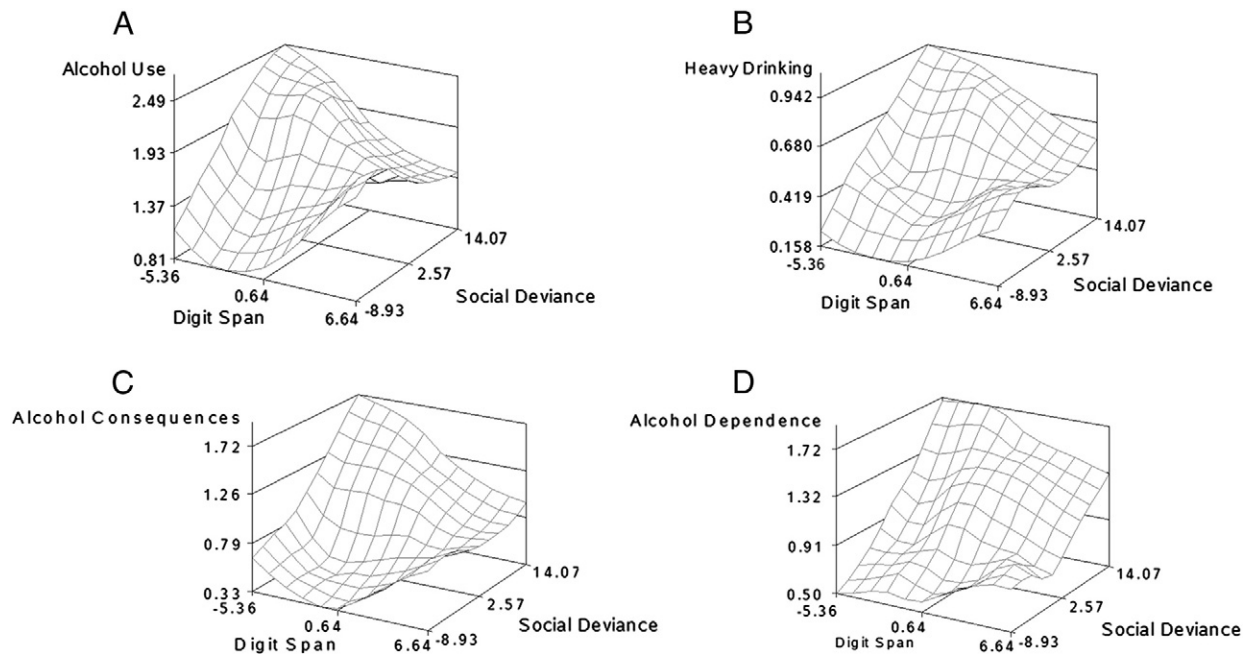 A
Alcohol Use
2.49
1.93
1.37
0.81
-5.36
0.64
6.64
Digit Span
-8.93
2.57
14.07
Social Deviance
B
Heavy Drinking
0.942
0.680
0.419
0.158
-5.36
0.64
6.64
Digit Span
-8.93
2.57
14.07
Social Deviance
C
Alcohol Consequences
1.72
1.26
0.79
0.33
-5.36
0.64
6.64
Digit Span
-8.93
2.57
14.07
Social Deviance
D
Alcohol Dependence
1.72
1.32
0.91
0.50
-5.36
0.64
6.64
Digit Span
-8.93
2.57
14.07
Social Deviance